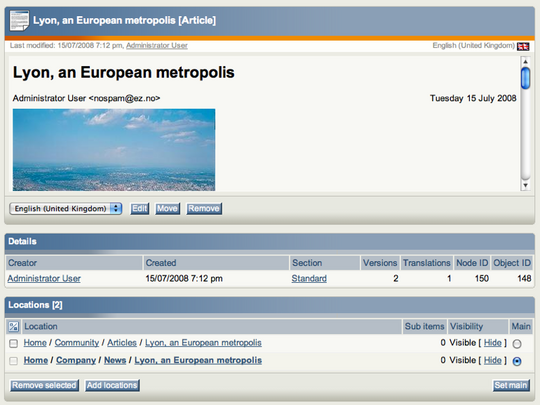 Lyon, an European metropolis [Article]
Last modified: 15/07/2008 7:12 pm, Administrator User English (United Kingdom)
Lyon, an European metropolis
Administrator User <nospam@ez.no> Tuesday 15 July 2008
English (United Kingdom) Edit Move Remove
Details
Creator Created Section Versions Translations Node ID Object ID
Administrator User 15/07/2008 7:12 pm Standard 2 1 150 148
Locations [2]
Location Sub items Visibility Main
Home / Community / Articles / Lyon, an European metropolis 0 Visible [ Hide ]
Home / Company / News / Lyon, an European metropolis 0 Visible [ Hide ]
Remove selected Add locations Set main